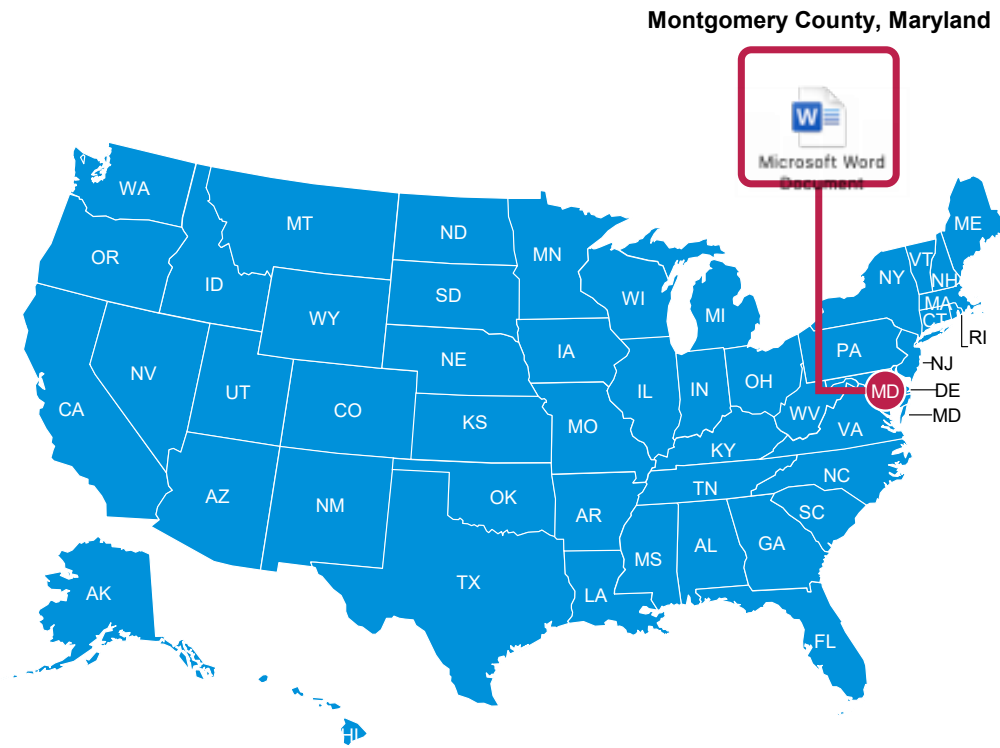 Montgomery County, Maryland
W
Microsoft Word
Document
WA
MT
ND
MN
ME
OR
ID
SD
WI
MI
NY
VT
NH
MA
CT
RI
WY
NE
IA
PA
NJ
NV
UT
CO
IL
IN
OH
MD
DE
MD
CA
KS
MO
WV
VA
KY
AZ
NM
OK
AR
TN
NC
SC
MS
AL
GA
TX
LA
AK
FL
HI